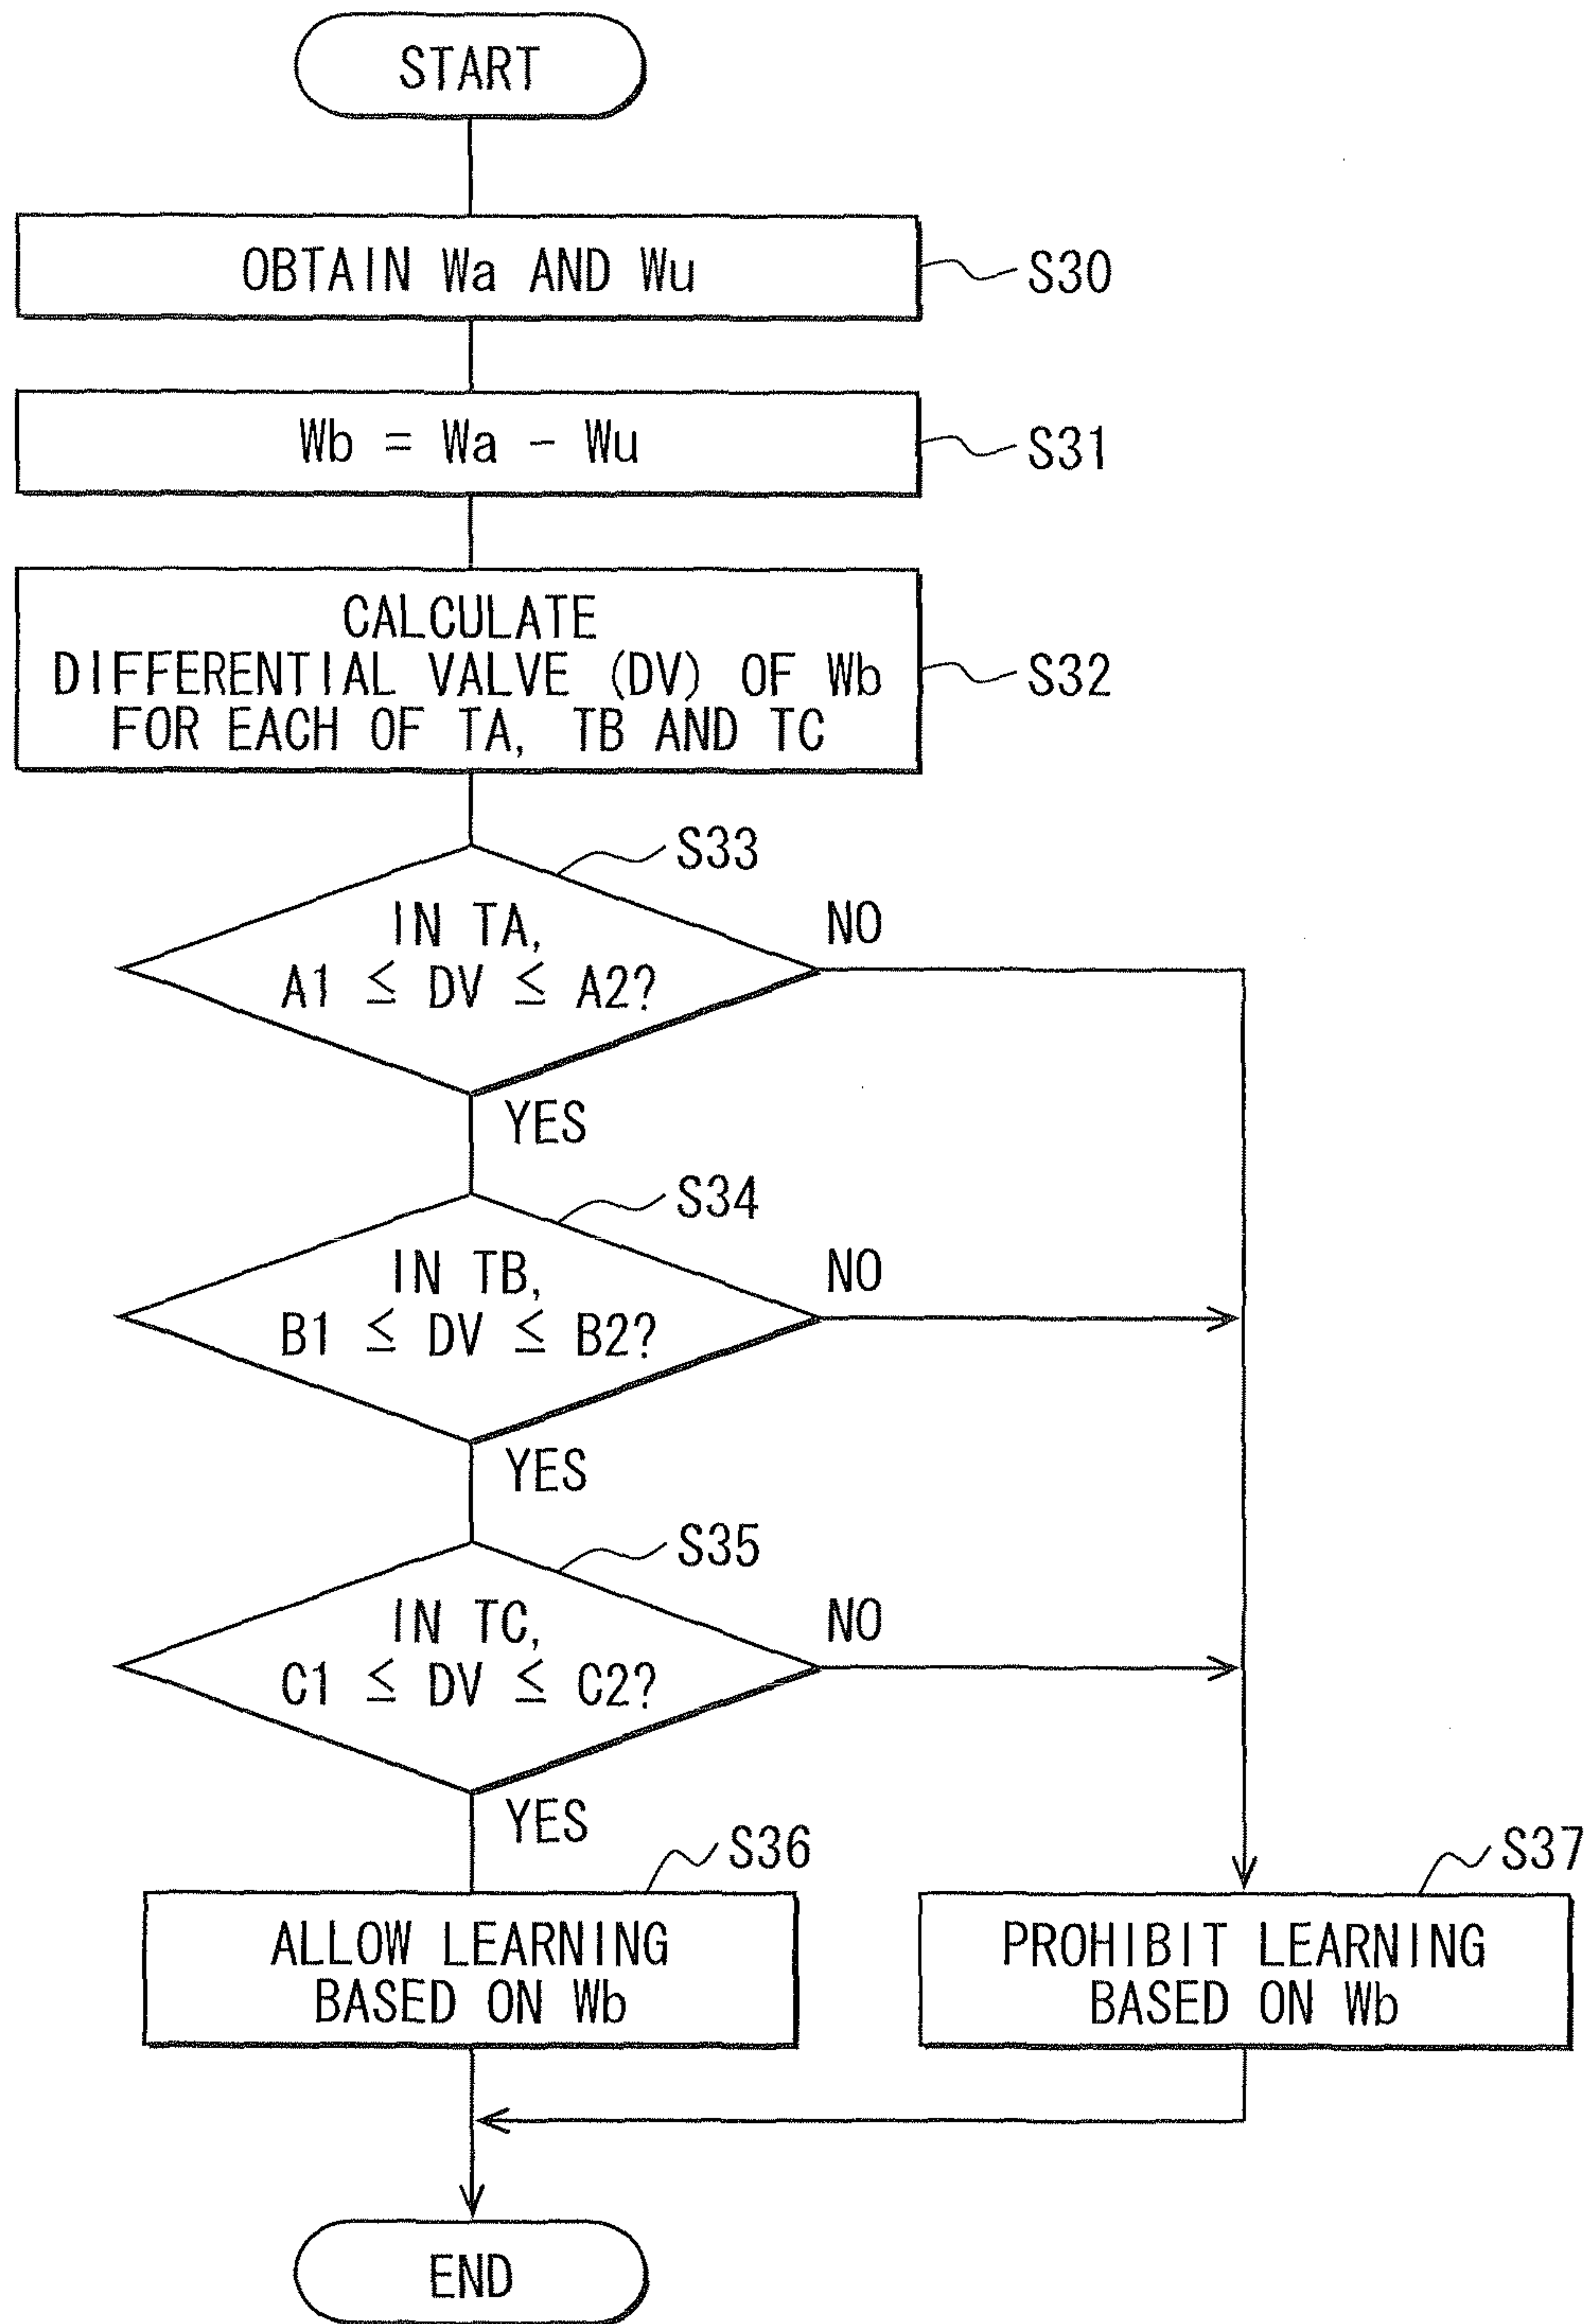 START
OBTAIN Wa AND Wu
S30
Wb = Wa - Wu
S31
CALCULATE
DIFFERENTIAL VALVE (DV) OF Wb
FOR EACH OF TA, TB AND TC
S32
S33
IN TA,
A1 ≤ DV ≤ A2?
NO
YES
S34
IN TB,
B1 ≤ DV ≤ B2?
NO
YES
S35
IN TC,
C1 ≤ DV ≤ C2?
NO
YES
S36
ALLOW LEARNING
BASED ON Wb
S37
PROHIBIT LEARNING
BASED ON Wb
END